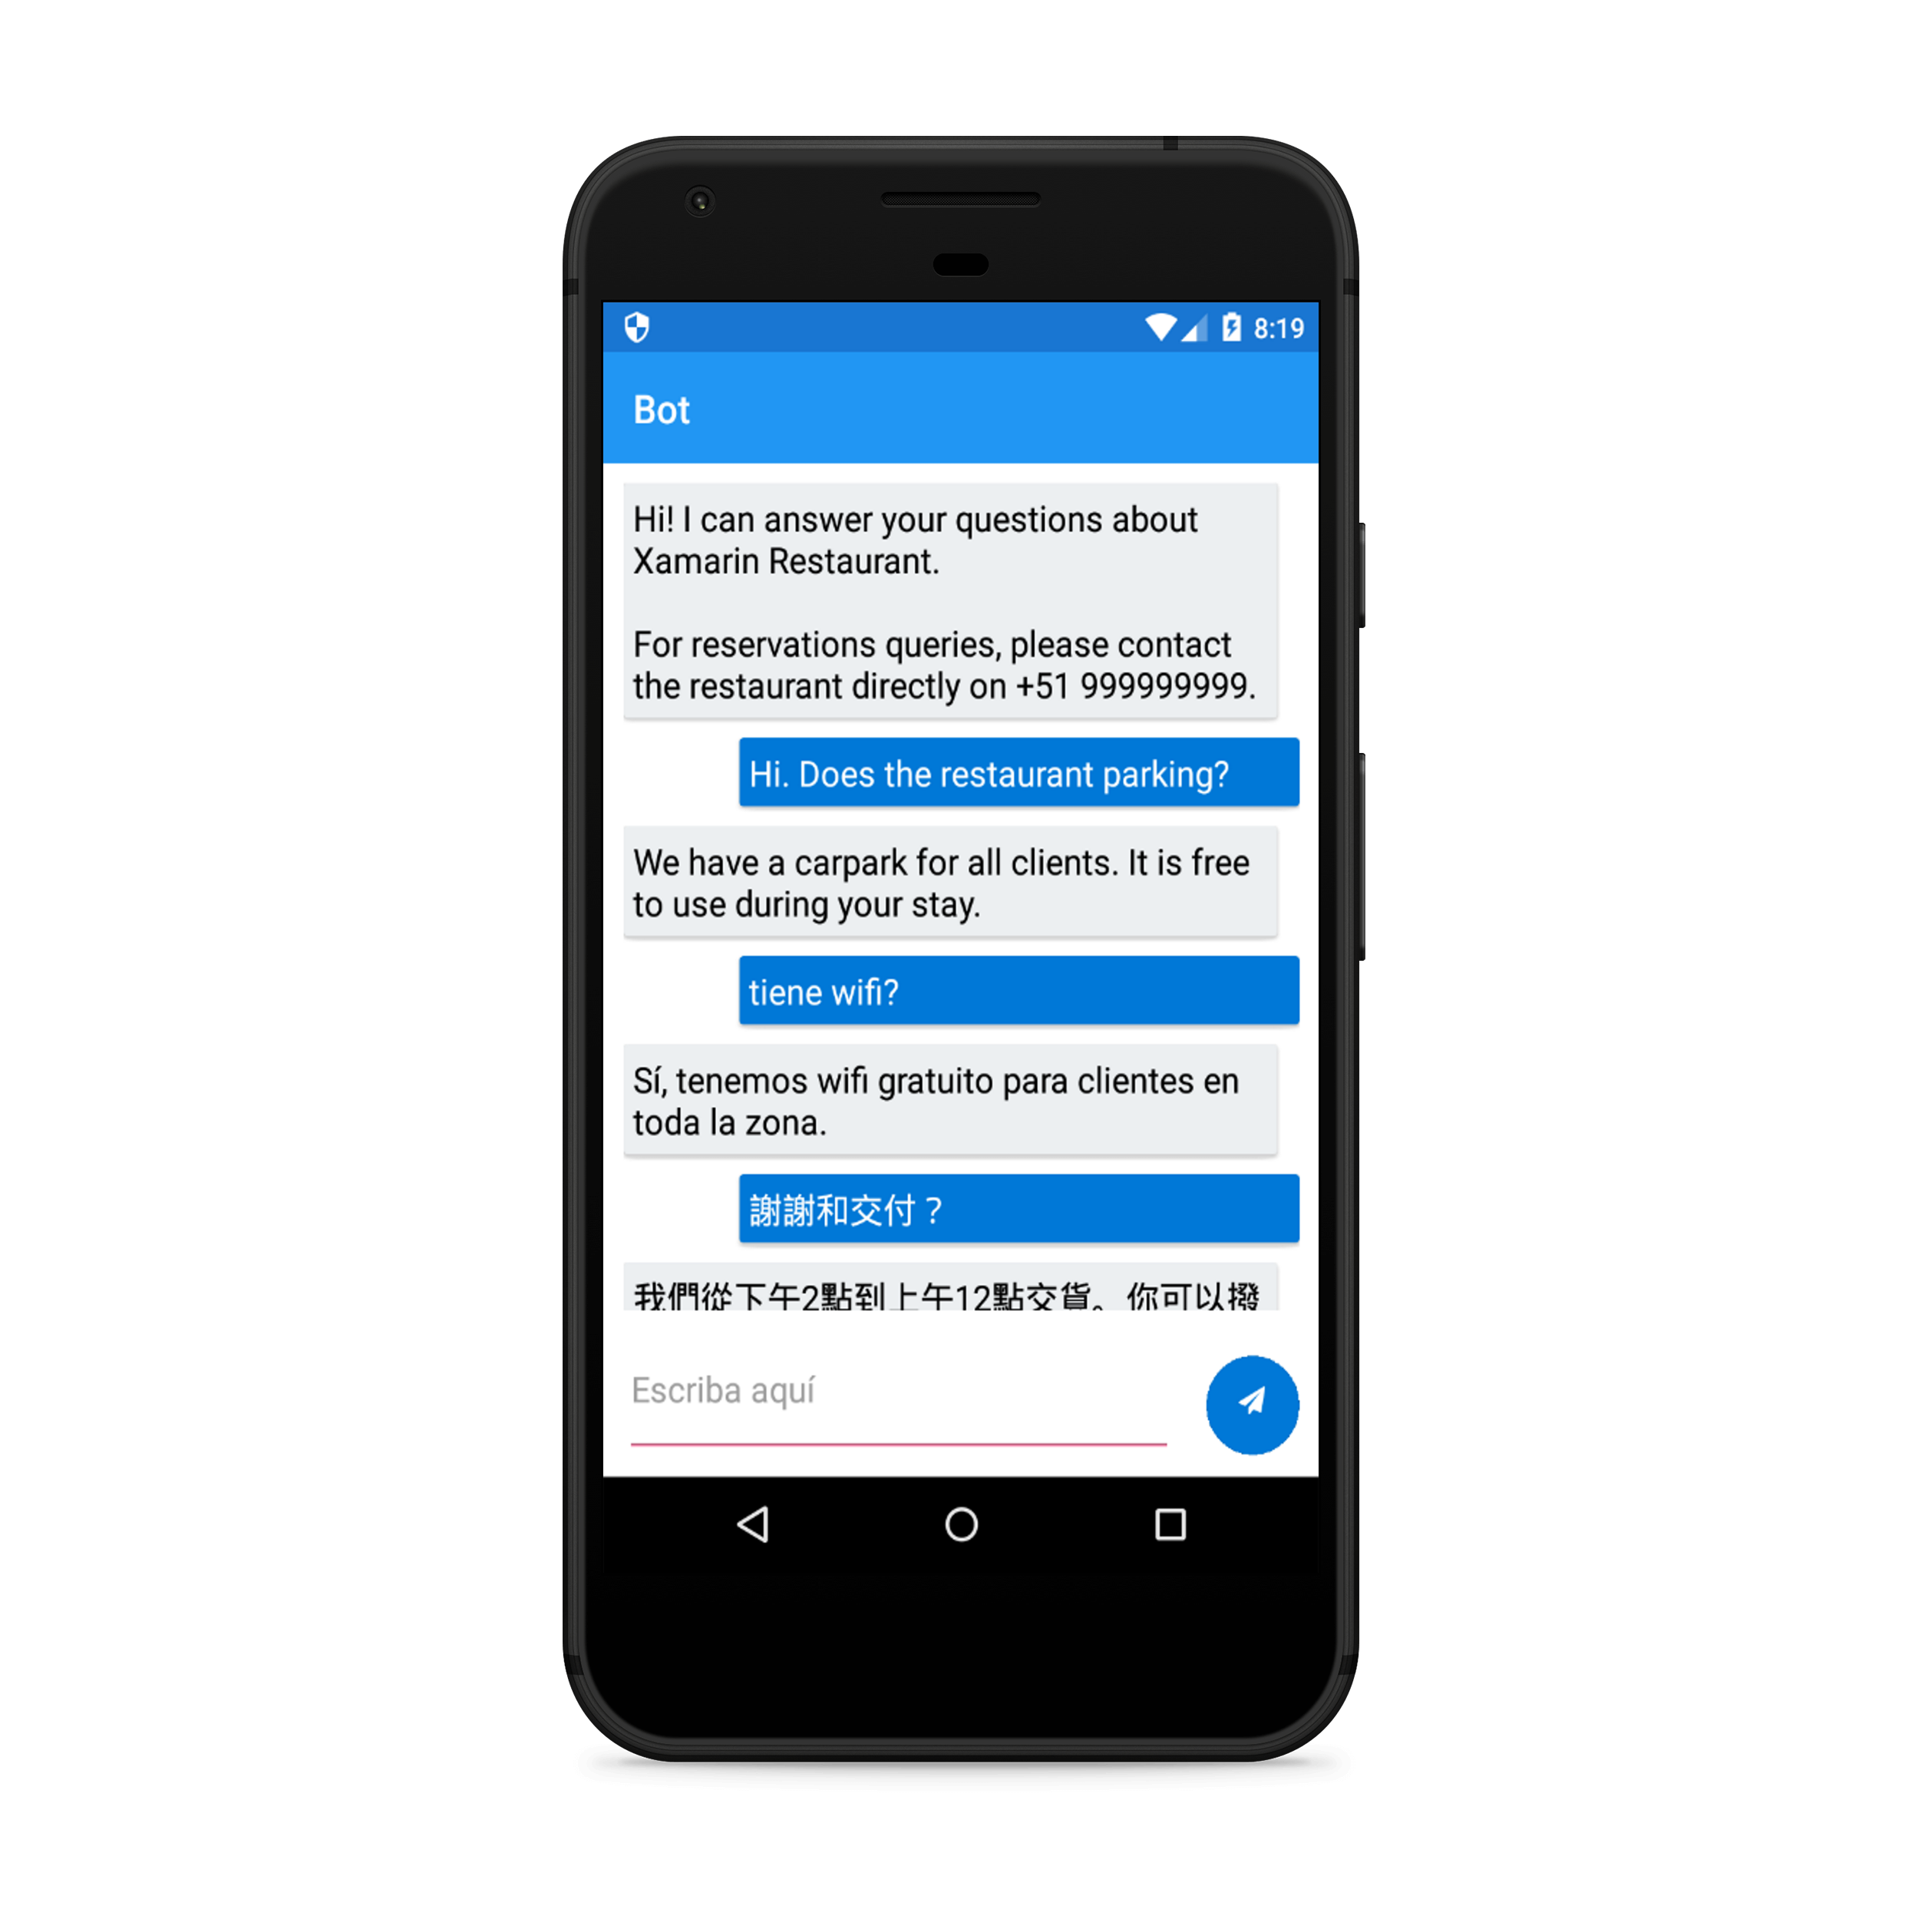 8:19
Bot
Hi! I can answer your questions about
Xamarin Restaurant.
For reservations queries, please contact
the restaurant directly on +51 999999999.
Hi. Does the restaurant parking?
We have a carpark for all clients. It is free
to use during your stay.
tiene wifi?
Sí, tenemos wifi gratuito para clientes en
toda la zona.
謝謝和交付？
我們從下午2點到上午12點交貨。 你可以撥
Escriba aquí